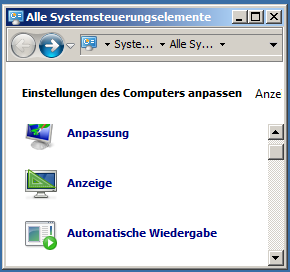 Alle Systemsteuerungselemente
Syste... Alle Sy...
Einstellungen des Computers anpassen Anze
Anpassung
Anzeige
Automatische Wiedergabe